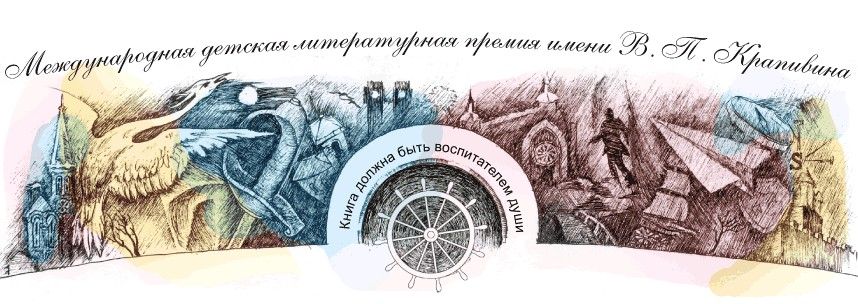 Международная детская литературная премия имени В. П. Крапивина
Книга должна быть воспитателем души